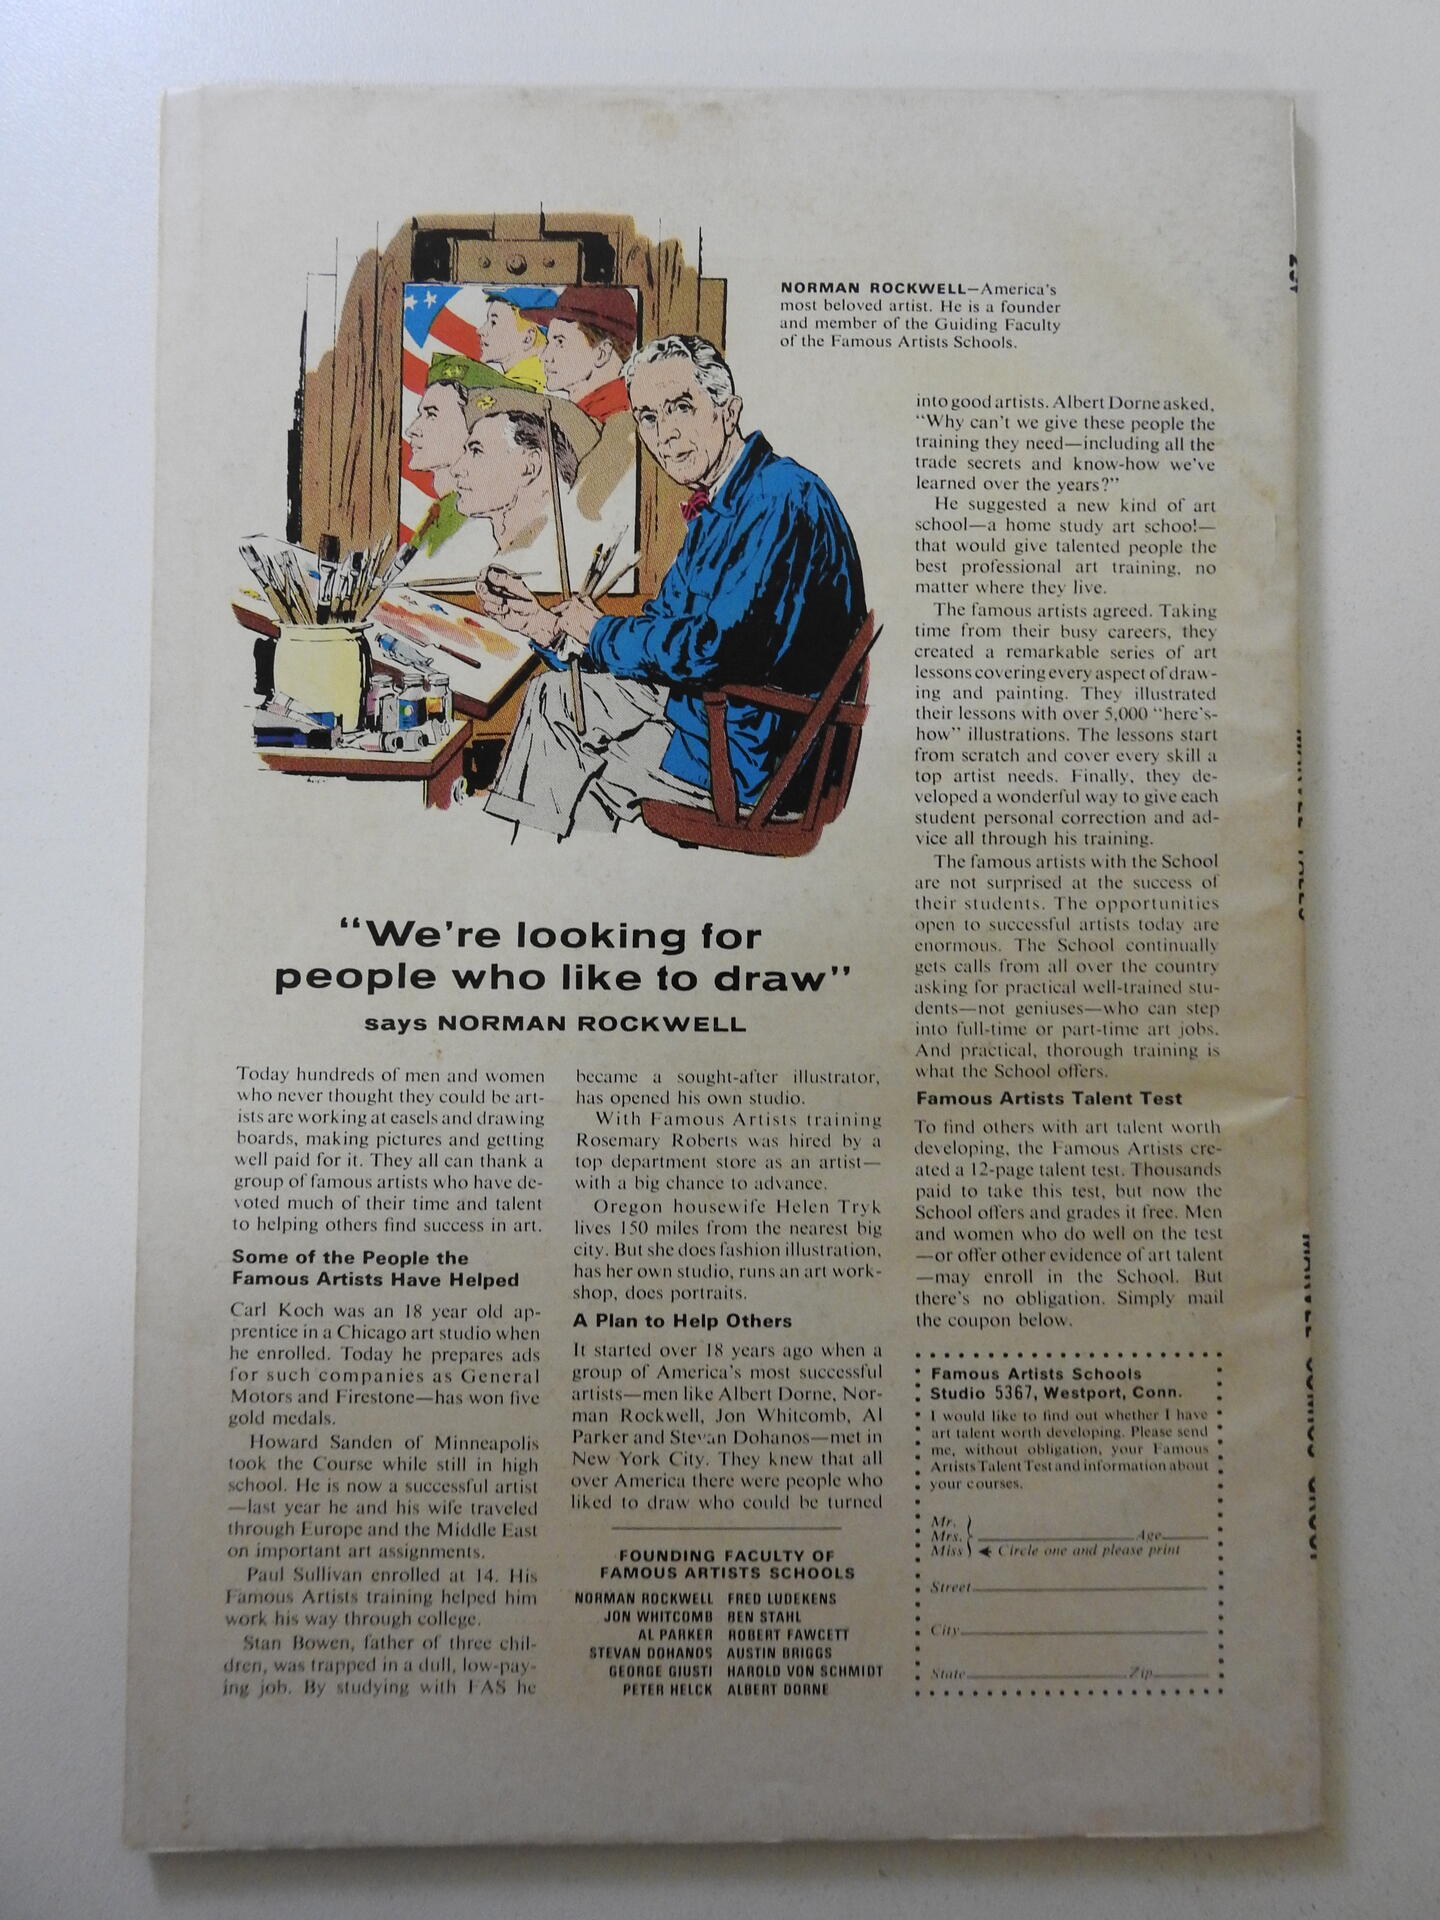 NORMAN ROCKWELL—America's
most beloved artist. He is a founder
and member of the Guiding Faculty
of the Famous Artists Schools.
"We're looking for
people who like to draw"
says NORMAN ROCKWELL
Today hundreds of men and women
who never thought they could be art-
ists are working at easels and drawing
boards, making pictures and getting
well paid for it. They all can thank a
group of famous artists who have de-
voted much of their time and talent
to helping others find success in art.
Some of the People the
Famous Artists Have Helped
Carl Koch was an 18 year old ap-
prentice in a Chicago art studio when
he enrolled. Today he prepares ads
for such companies as General
Motors and Firestone—has won five
gold medals.
Howard Sanden of Minneapolis
took the Course while still in high
school. He is now a successful artist
—last year he and his wife traveled
through Europe and the Middle East
on important art assignments.
Paul Sullivan enrolled at 14. His
Famous Artists training helped him
work his way through college.
Stan Bowen, father of three chil-
dren, was trapped in a dull, low-pay-
ing job. By studying with FAS he
became a sought-after illustrator,
has opened his own studio.
With Famous Artists training
Rosemary Roberts was hired by a
top department store as an artist—
with a big chance to advance.
Oregon housewife Helen Tryk
lives 150 miles from the nearest big
city. But she does fashion illustration,
has her own studio, runs an art work-
shop, does portraits.
A Plan to Help Others
It started over 18 years ago when a
group of America's most successful
artists—men like Albert Dorne, Nor-
man Rockwell, Jon Whitcomb, Al
Parker and Stevan Dohanos—met in
New York City. They knew that all
over America there were people who
liked to draw who could be turned
FOUNDING FACULTY OF
FAMOUS ARTISTS SCHOOLS
NORMAN ROCKWELL FRED LUDEKENS
JON WHITCOMB BEN STAHL
AL PARKER ROBERT FAWCETT
STEVAN DOHANOS AUSTIN BRIGGS
GEORGE GIUSTI HAROLD VON SCHMIDT
PETER HELCK ALBERT DORNE
into good artists. Albert Dorne asked,
"Why can't we give these people the
training they need—including all the
trade secrets and know-how we've
learned over the years?"
He suggested a new kind of art
school—a home study art school—
that would give talented people the
best professional art training, no
matter where they live.
The famous artists agreed. Taking
time from their busy careers, they
created a remarkable series of art
lessons covering every aspect of draw-
ing and painting. They illustrated
their lessons with over 5,000 "here's-
how" illustrations. The lessons start
from scratch and cover every skill a
top artist needs. Finally, they de-
veloped a wonderful way to give each
student personal correction and ad-
vice all through his training.
The famous artists with the School
are not surprised at the success of
their students. The opportunities
open to successful artists today are
enormous. The School continually
gets calls from all over the country
asking for practical well-trained stu-
dents—not geniuses—who can step
into full-time or part-time art jobs.
And practical, thorough training is
what the School offers.
Famous Artists Talent Test
To find others with art talent worth
developing, the Famous Artists cre-
ated a 12-page talent test. Thousands
paid to take this test, but now the
School offers and grades it free. Men
and women who do well on the test
—or offer other evidence of art talent
—may enroll in the School. But
there's no obligation. Simply mail
the coupon below.
Famous Artists Schools
Studio 5367, Westport, Conn.
I would like to find out whether I have
art talent worth developing. Please send
me, without obligation, your Famous
Artists Talent Test and information about
your courses.
Mr.
Mrs. Age
Miss Circle one and please print
Street
City
State Zip